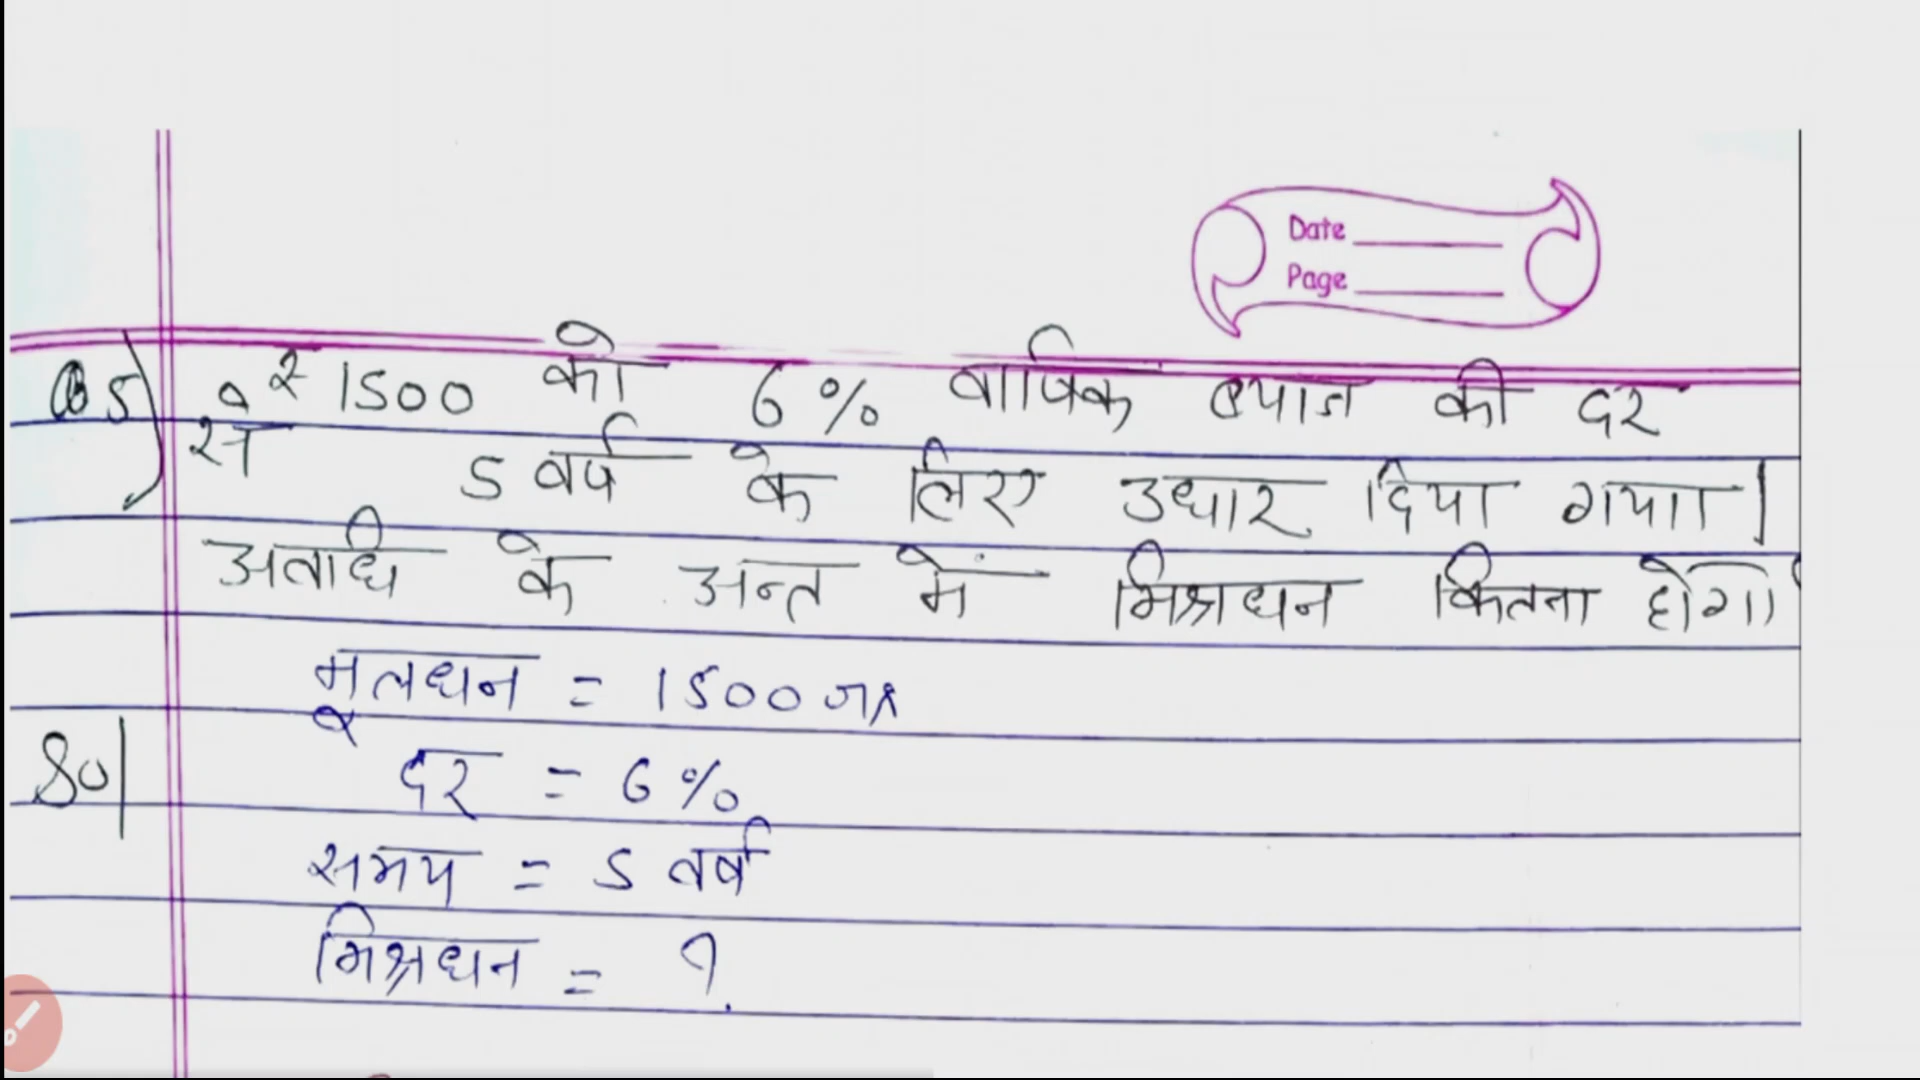 Date
Page
Q5) ₹ 1500 को 6% वार्षिक ब्याज की दर
से 5 वर्ष के लिए उधार दिया गया|
अवधि के अन्त में मिश्रधन कितना होगा
मूलधन = 1500
दर = 6%
Sol
समय = 5 वर्ष
मिश्रधन = ?